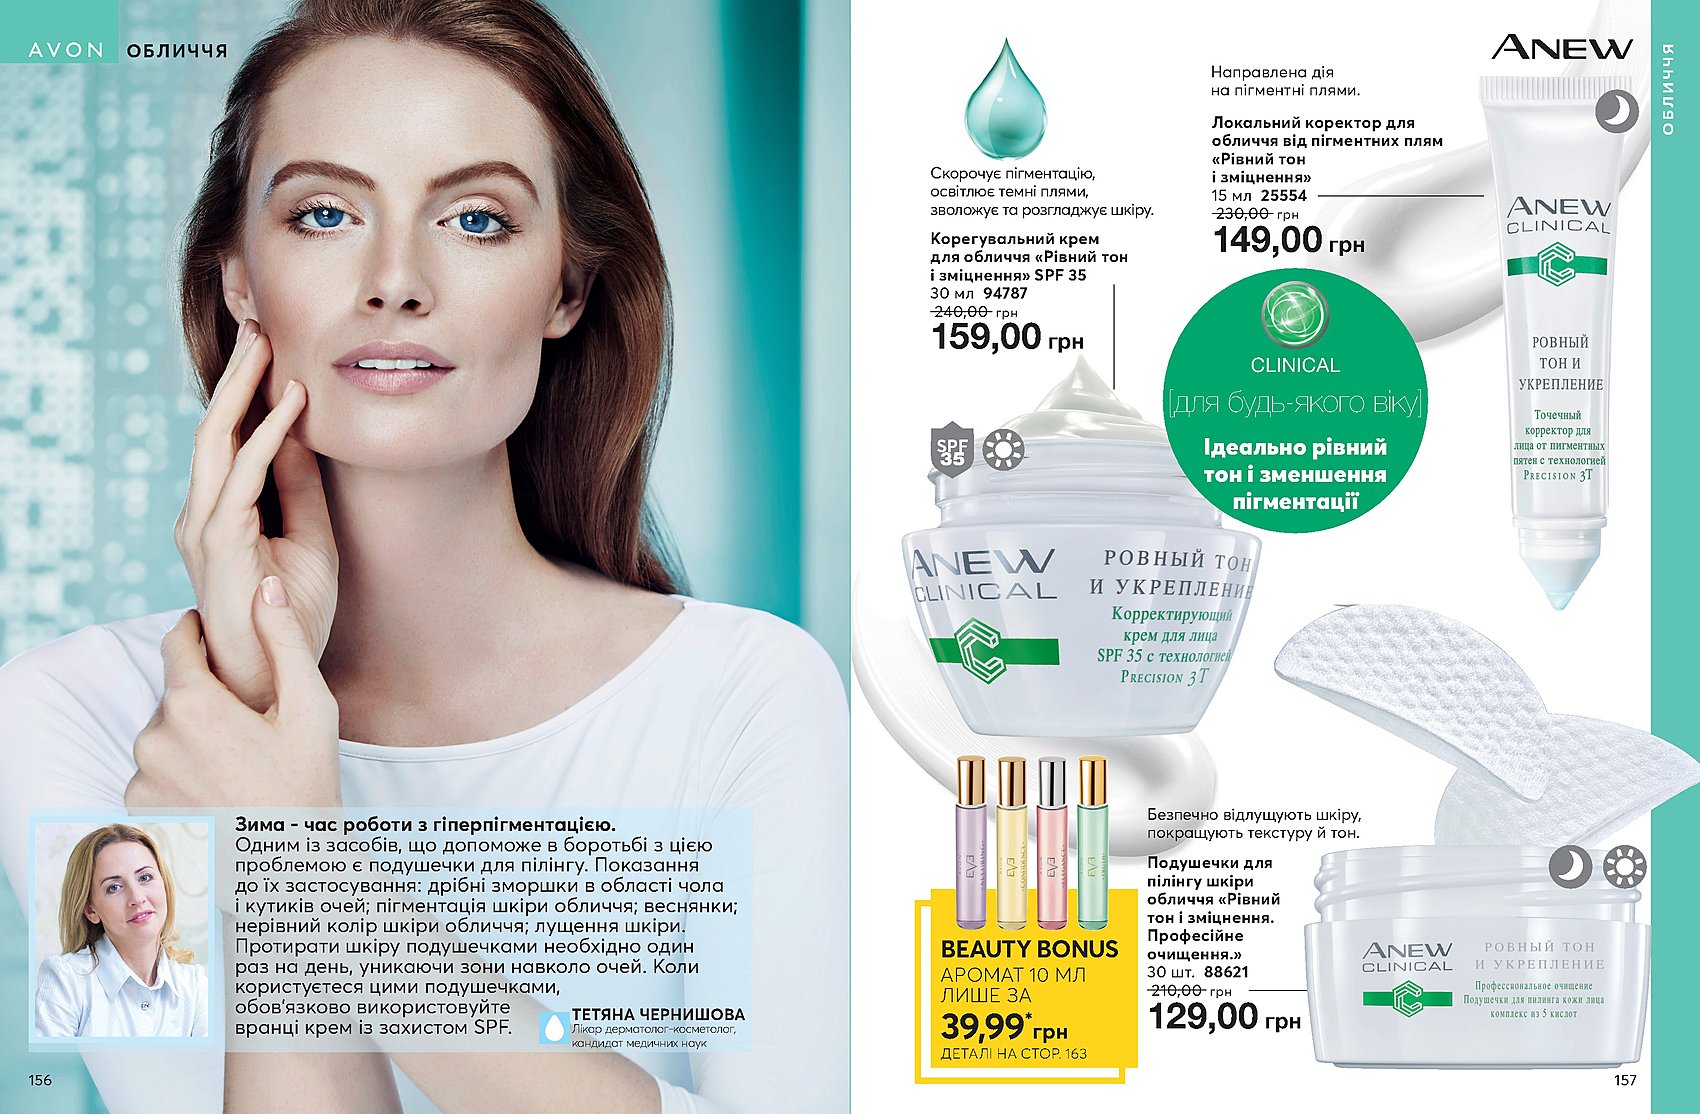 AVON ОБЛИЧЧЯ
Зима - час роботи з гіперпігментацією.
Одним із засобів, що допоможе в боротьбі з цією
проблемою є подушечки для пілінгу. Показання
до їх застосування: дрібні зморшки в області чола
і кутиків очей; пігментація шкіри обличчя; веснянки;
нерівний колір шкіри обличчя; лущення шкіри.
Протирати шкіру подушечками необхідно один
раз на день, уникаючи зони навколо очей. Коли
користуєтеся цими подушечками,
обов'язково використовуйте
вранці крем із захистом SPF.
ТЕТЯНА ЧЕРНИШОВА
Лікар дерматолог-косметолог,
кандидат медичних наук
156
ANEW
ОБЛИЧЧЯ
Скорочує пігментацію,
освітлює темні плями,
зволожує та розгладжує шкіру.
Корегувальний крем
для обличчя «Рівний тон
і зміцнення» SPF 35
30 мл 94787
240,00 грн
159,00 грн
Направлена дія
на пігментні плями.
Локальний коректор для
обличчя від пігментних плям
«Рівний тон
і зміцнення»
15 мл 25554
230,00 грн
149,00 грн
CLINICAL
[для будь-якого віку]
Ідеально рівний
тон і зменшення
пігментації
SPF
35
ANEW
CLINICAL
РОВНЫЙ ТОН
И УКРЕПЛЕНИЕ
Корректирующий
крем для лица
SPF 35 с технологией
PRECISION 3T
ANEW
CLINICAL
РОВНЫЙ
ТОН И
УКРЕПЛЕНИЕ
Точечный
корректор для
лица от пигментных
пятен с технологией
PRECISION 3T
EVE
ALLURING
EVE
CONFIDENCE
EVE
ELEGANCE
EVE
TRUTH
BEAUTY BONUS
АРОМАТ 10 МЛ
ЛИШЕ ЗА
39,99* грн
ДЕТАЛІ НА СТОР. 163
Безпечно відлущують шкіру,
покращують текстуру й тон.
Подушечки для
пілінгу шкіри
обличчя «Рівний
тон і зміцнення.
Професійне
очищення.»
30 шт. 88621
210,00 грн
129,00 грн
ANEW
CLINICAL
РОВНЫЙ ТОН
И УКРЕПЛЕНИЕ
Профессиональное очищение
Подушечки для пилинга кожи лица
комплекс из 5 кислот
157